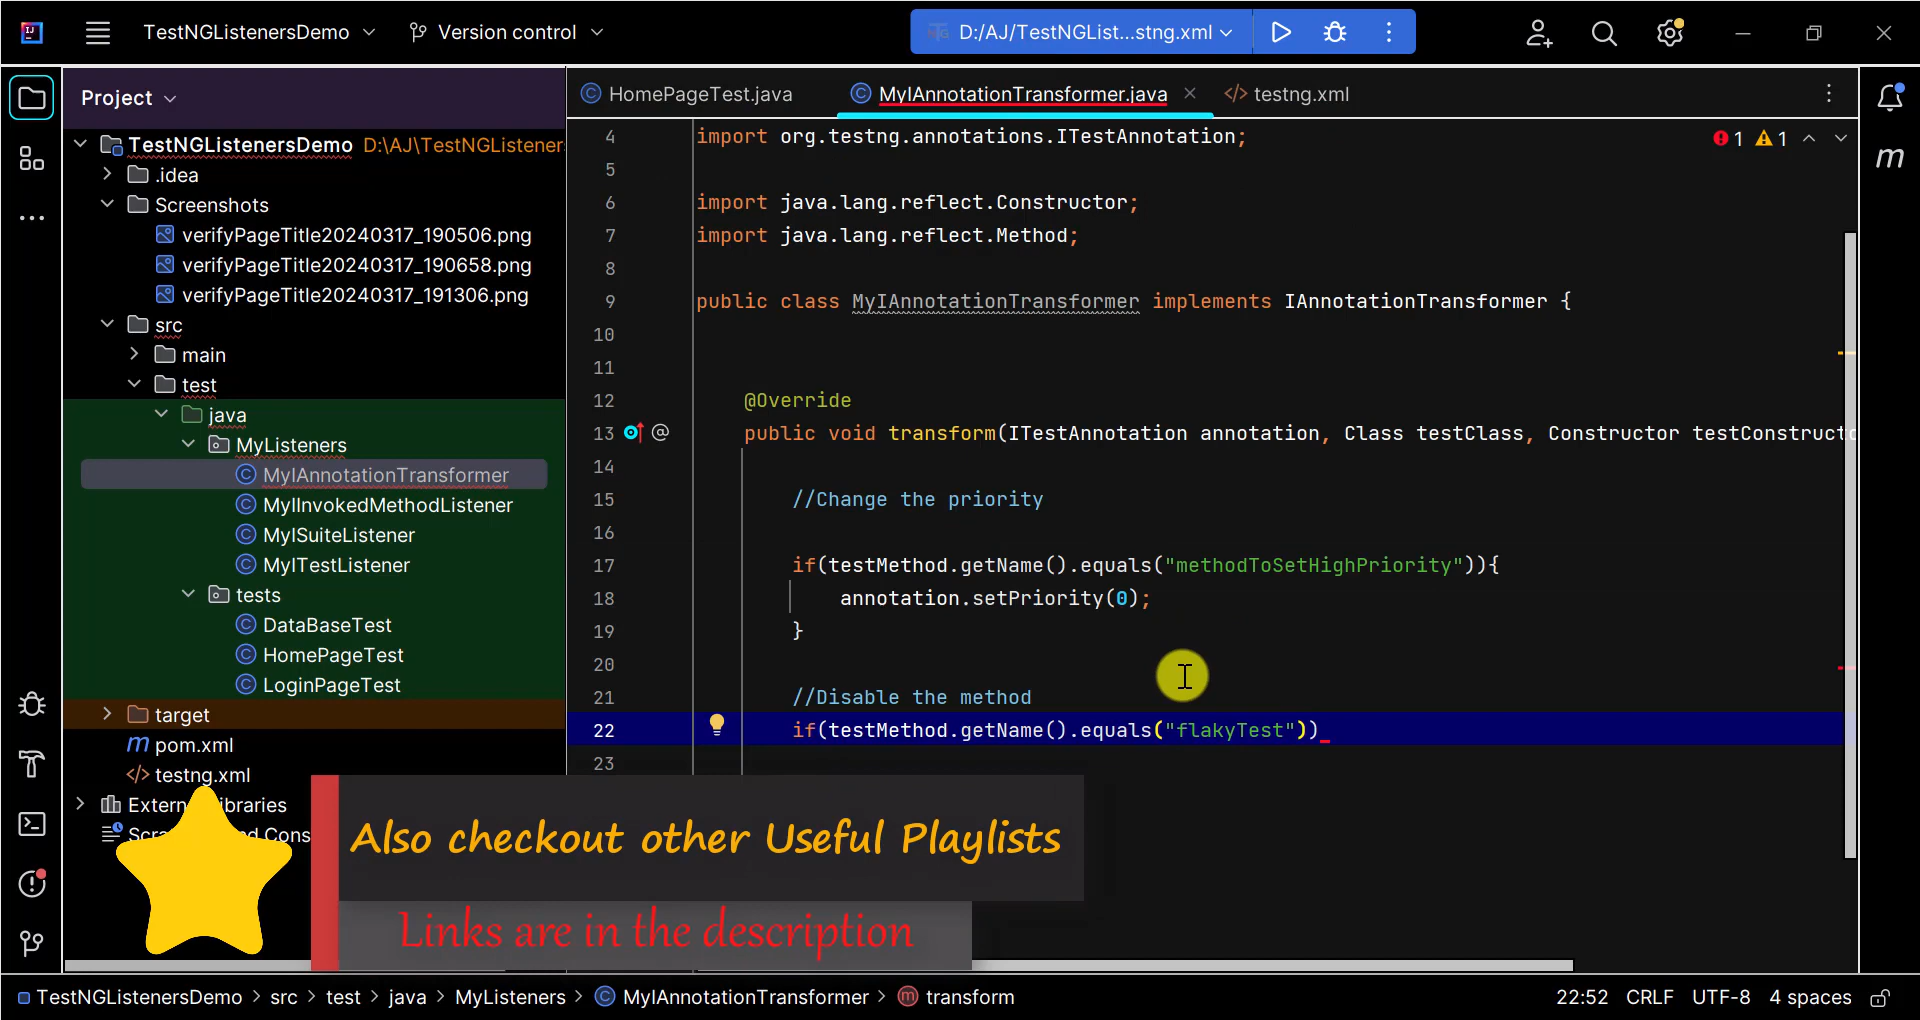 TestNGListenersDemo
Version control
D:/AJ/TestNGList...stng.xml
Project
TestNGListenersDemo D:\AJ\TestNGListener
.idea
Screenshots
verifyPageTitle20240317_190506.png
verifyPageTitle20240317_190658.png
verifyPageTitle20240317_191306.png
src
main
test
java
MyListeners
MyIAnnotationTransformer
MyIInvokedMethodListener
MyISuiteListener
MyITestListener
tests
DataBaseTest
HomePageTest
LoginPageTest
target
pom.xml
testng.xml
HomePageTest.java
MyIAnnotationTransformer.java
testng.xml
1 1
4 import org.testng.annotations.ITestAnnotation;
5
6 import java.lang.reflect.Constructor;
7 import java.lang.reflect.Method;
8
9 public class MyIAnnotationTransformer implements IAnnotationTransformer {
10
11
12 @Override
13 public void transform(ITestAnnotation annotation, Class testClass, Constructor testConstructo
14
15 //Change the priority
16
17 if(testMethod.getName().equals("methodToSetHighPriority")){
18 annotation.setPriority(0);
19 }
20
21 //Disable the method
22 if(testMethod.getName().equals("flakyTest"))
23
Also checkout other Useful Playlists
Links are in the description
TestNGListenersDemo > src > test > java > MyListeners > MyIAnnotationTransformer > transform
22:52 CRLF UTF-8 4 spaces